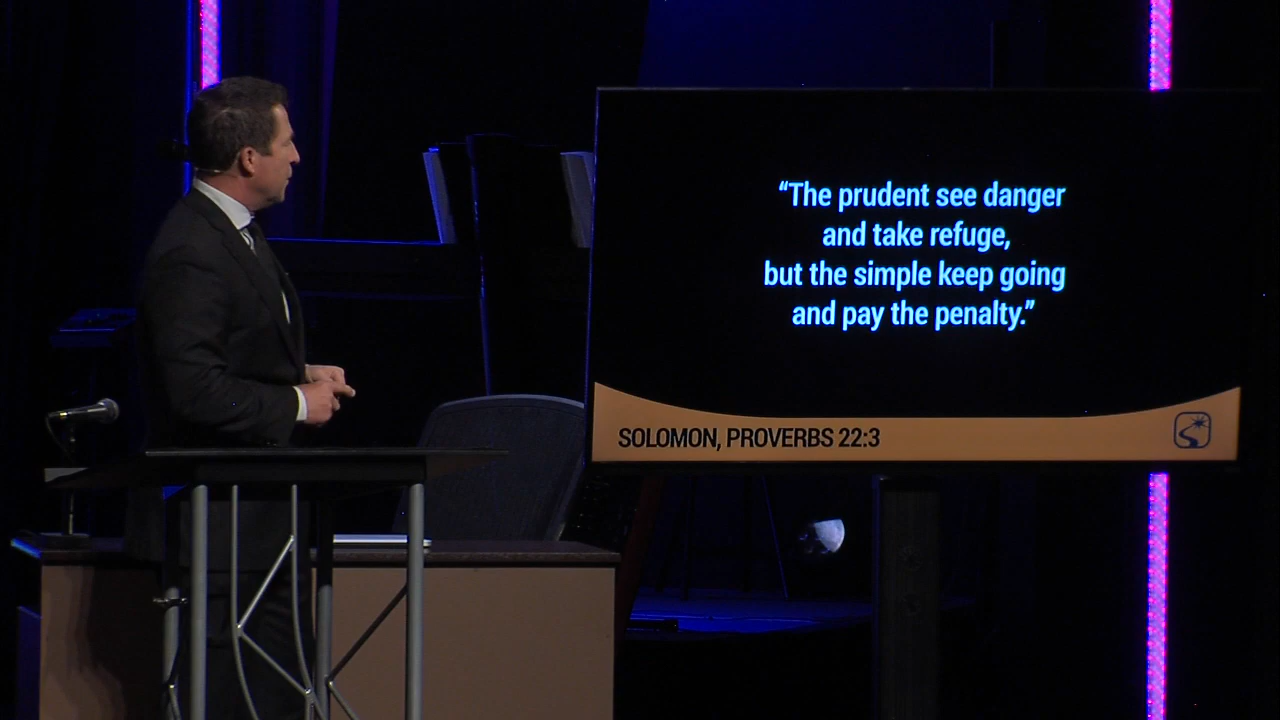 “The prudent see danger
and take refuge,
but the simple keep going
and pay the penalty.”
SOLOMON, PROVERBS 22:3